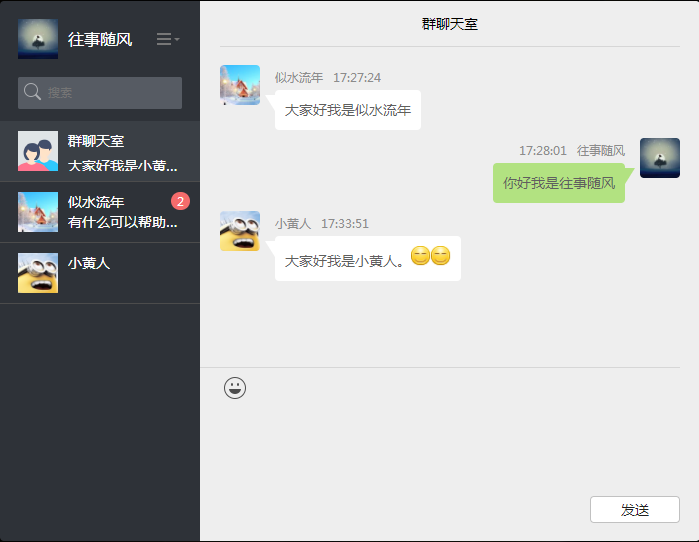 往事随风
搜索
群聊天室
大家好我是小黄...
似水流年
2
有什么可以帮助...
小黄人
群聊天室
似水流年 17:27:24
大家好我是似水流年
17:28:01 往事随风
你好我是往事随风
小黄人 17:33:51
大家好我是小黄人。😊😊
发送